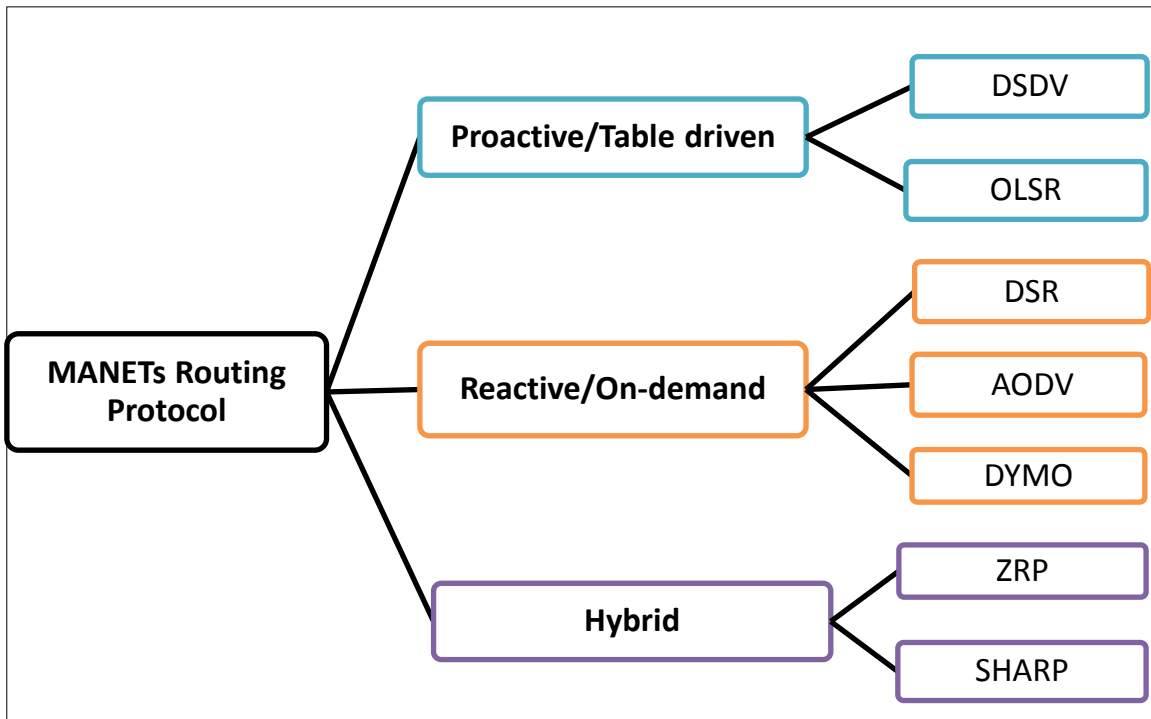 MANETs Routing
Protocol
Proactive/Table driven
DSDV
OLSR
Reactive/On-demand
DSR
AODV
DYMO
Hybrid
ZRP
SHARP